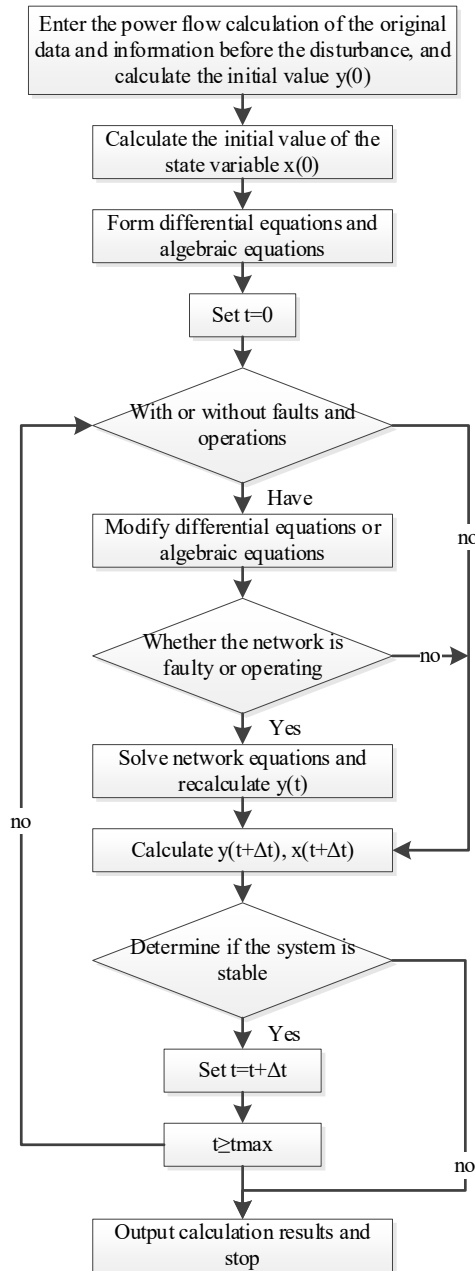 Enter the power flow calculation of the original
data and information before the disturbance, and
calculate the initial value y(0)
Calculate the initial value of the
state variable x(0)
Form differential equations and
algebraic equations
Set t=0
With or without faults and
operations
Have
no
Modify differential equations or
algebraic equations
Whether the network is
faulty or operating
no
Yes
Solve network equations and
recalculate y(t)
no
Calculate y(t+Δt), x(t+Δt)
Determine if the system is
stable
Yes
Set t=t+Δt
t≥tmax
no
Output calculation results and
stop